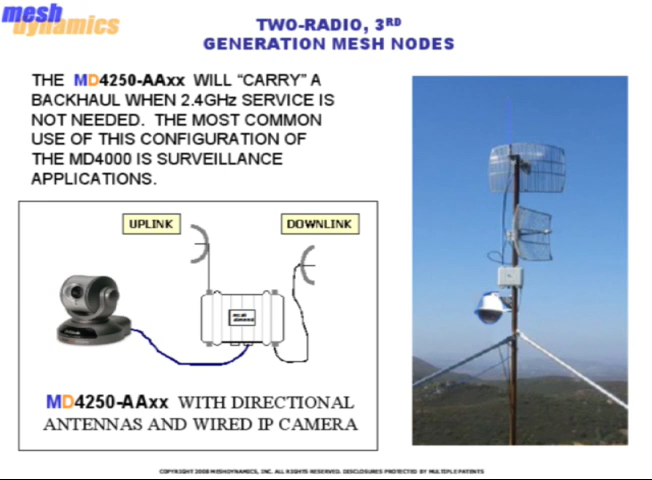 mesh
dynamics
TWO-RADIO, 3RD
GENERATION MESH NODES
THE MD4250-AAxx WILL “CARRY” A
BACKHAUL WHEN 2.4GHz SERVICE IS
NOT NEEDED. THE MOST COMMON
USE OF THIS CONFIGURATION OF
THE MD4000 IS SURVEILLANCE
APPLICATIONS.
UPLINK
DOWNLINK
MD4250-AAxx WITH DIRECTIONAL
ANTENNAS AND WIRED IP CAMERA
COPYRIGHT 2008 MESHDYNAMICS, INC. ALL RIGHTS RESERVED. DISCLOSURES PROTECTED BY MULTIPLE PATENTS